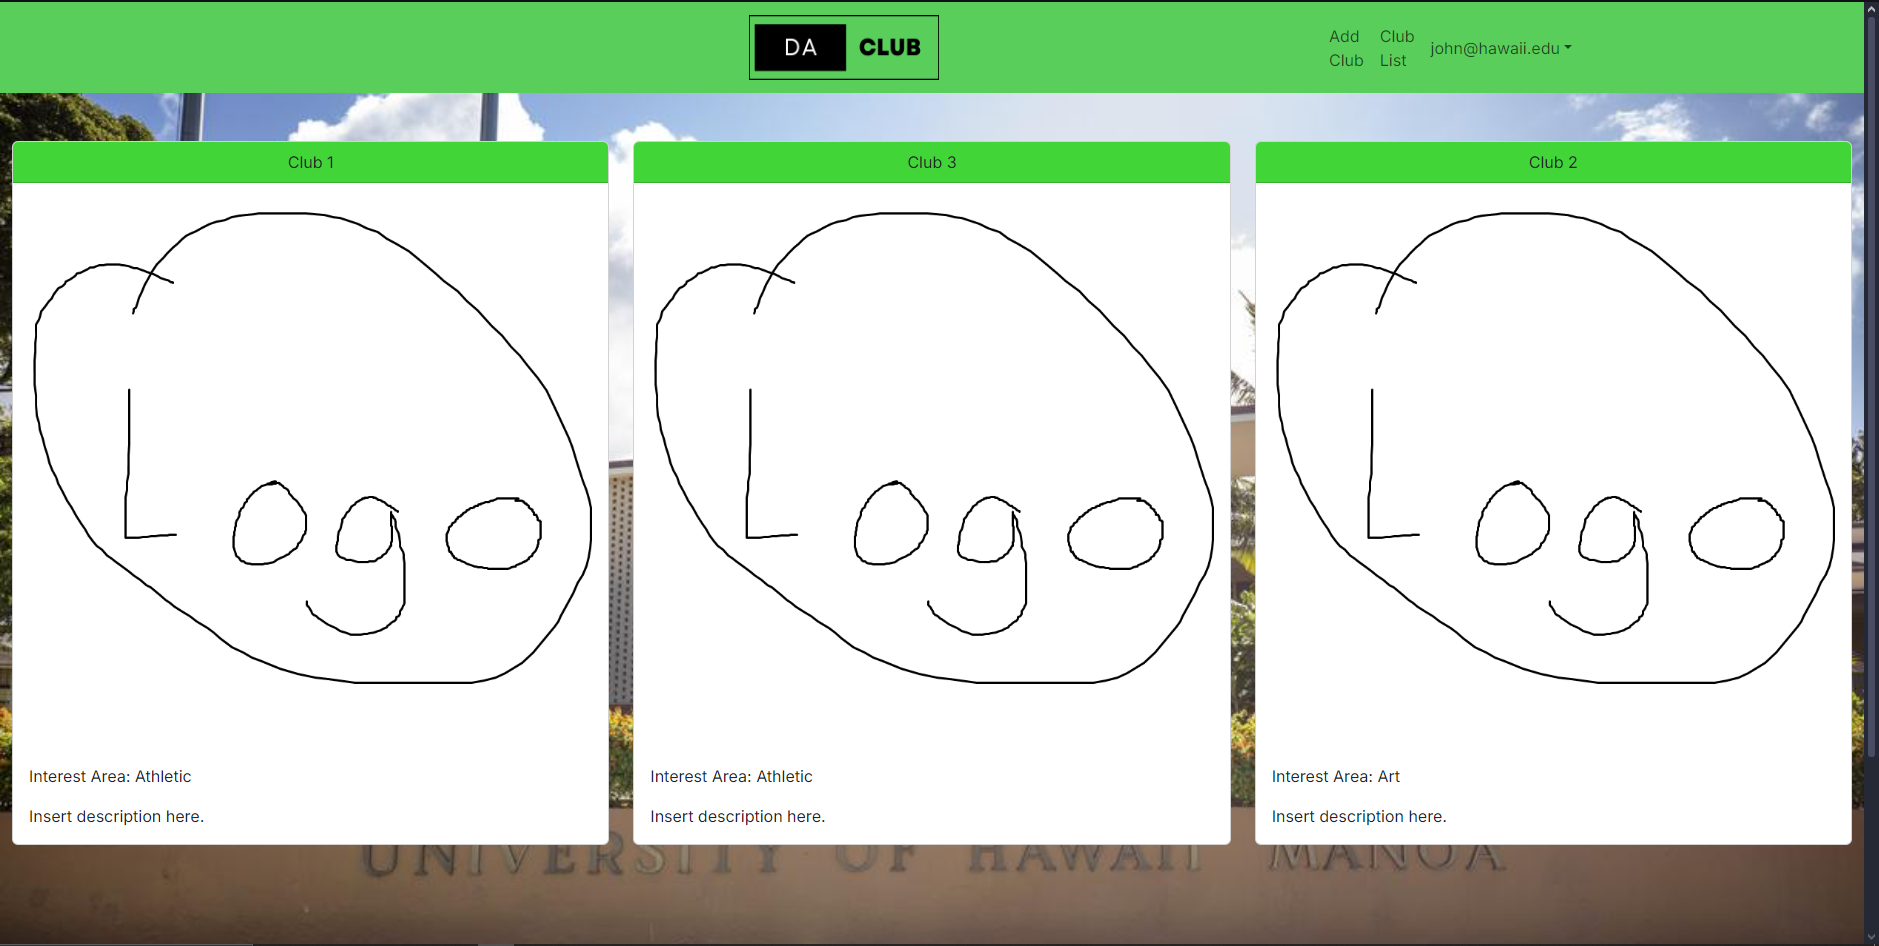 DA CLUB
Add Club
Club List
john@hawaii.edu
Club 1
Logo
Interest Area: Athletic
Insert description here.
Club 3
Logo
Interest Area: Athletic
Insert description here.
Club 2
Logo
Interest Area: Art
Insert description here.
UNIVERSITY OF HAWAII MANOA